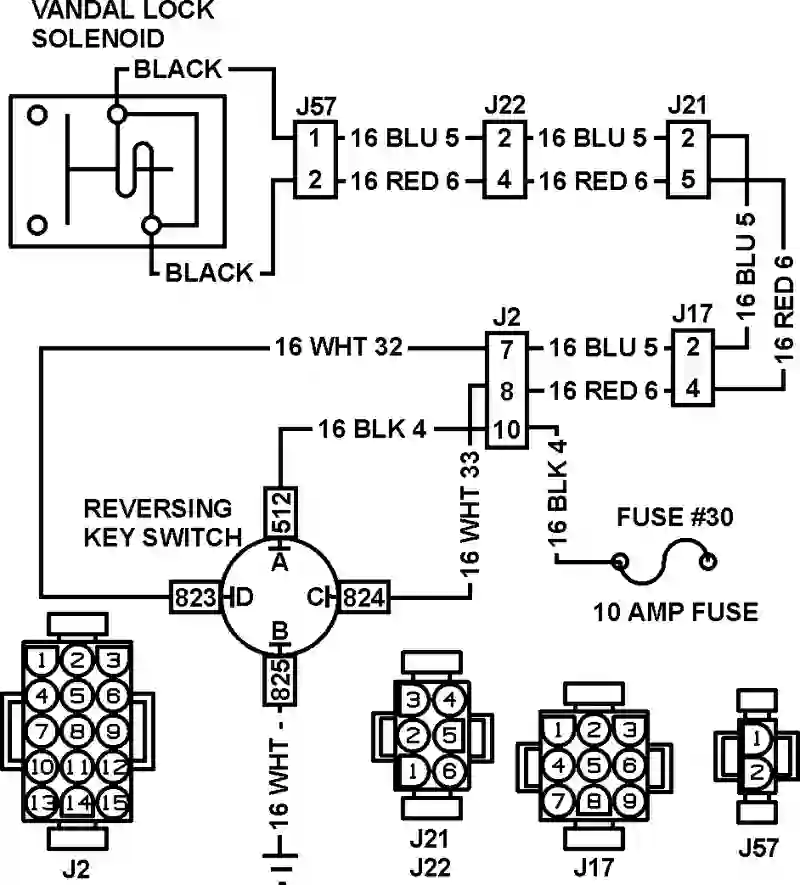 VANDAL LOCK
SOLENOID
BLACK
J57
J22
J21
1
16 BLU 5
2
16 BLU 5
2
2
16 RED 6
4
16 RED 6
5
BLACK
16 BLU 5
16 RED 6
J2
J17
16 WHT 32
7
16 BLU 5
2
8
16 RED 6
4
16 BLK 4
10
16 WHT 33
16 BLK 4
REVERSING
KEY SWITCH
512
A
FUSE #30
823
D
C
824
10 AMP FUSE
B
825
16 WHT -
1 2 3
4 5 6
7 8 9
10 11 12
13 14 15
J2
3 4
2 5
1 6
J21
J22
1 2 3
4 5 6
7 8 9
J17
1
2
J57